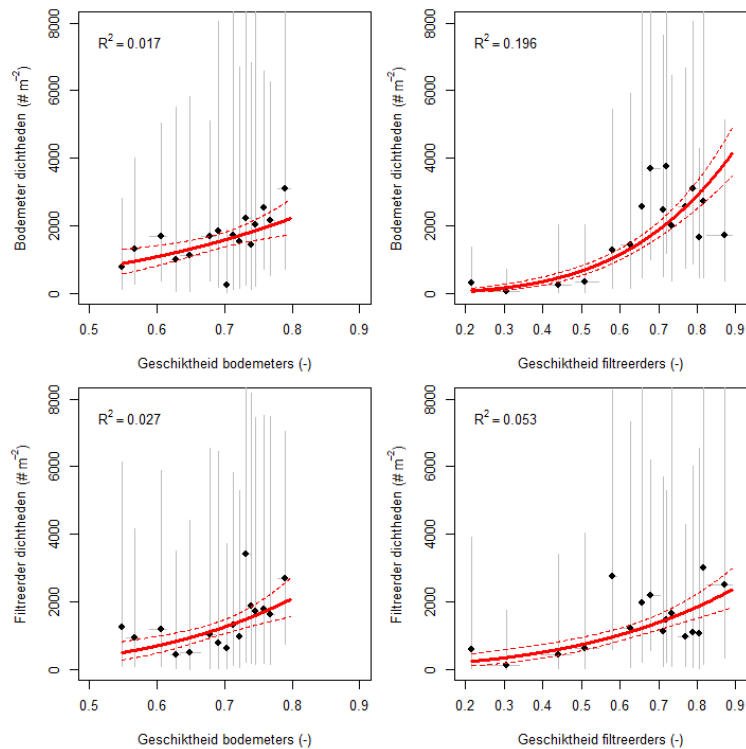 R² = 0.017
Bodemeter dichtheden (# m⁻²)
0 2000 4000 6000 8000
0.5 0.6 0.7 0.8 0.9
Geschiktheid bodemeters (-)
R² = 0.196
Bodemeter dichtheden (# m⁻²)
0 2000 4000 6000 8000
0.2 0.3 0.4 0.5 0.6 0.7 0.8 0.9
Geschiktheid filtreerders (-)
R² = 0.027
Filtreerder dichtheden (# m⁻²)
0 2000 4000 6000 8000
0.5 0.6 0.7 0.8 0.9
Geschiktheid bodemeters (-)
R² = 0.053
Filtreerder dichtheden (# m⁻²)
0 2000 4000 6000 8000
0.2 0.3 0.4 0.5 0.6 0.7 0.8 0.9
Geschiktheid filtreerders (-)